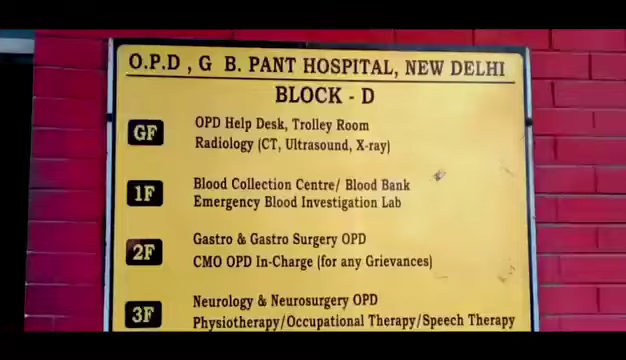 O.P.D , G B. PANT HOSPITAL, NEW DELHI
BLOCK - D
GF
OPD Help Desk, Trolley Room
Radiology (CT, Ultrasound, X-ray)
1F
Blood Collection Centre/ Blood Bank
Emergency Blood Investigation Lab
2F
Gastro & Gastro Surgery OPD
CMO OPD In-Charge (for any Grievances)
3F
Neurology & Neurosurgery OPD
Physiotherapy/Occupational Therapy/Speech Therapy